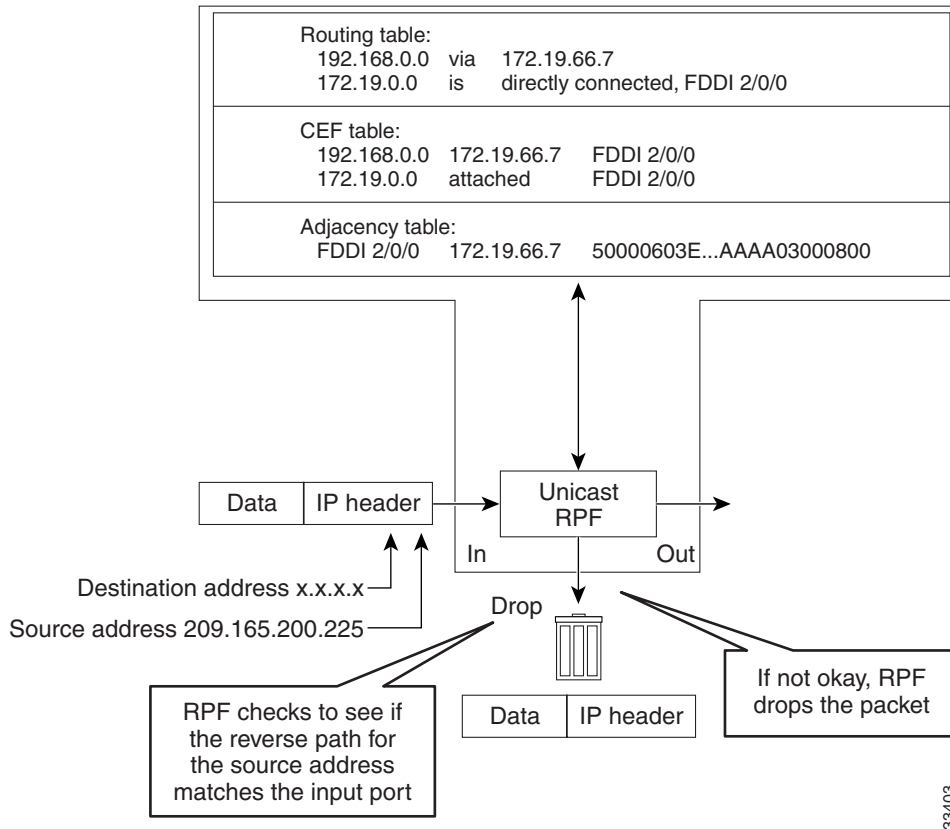 Routing table:
192.168.0.0 via 172.19.66.7
172.19.0.0 is directly connected, FDDI 2/0/0
CEF table:
192.168.0.0 172.19.66.7 FDDI 2/0/0
172.19.0.0 attached FDDI 2/0/0
Adjacency table:
FDDI 2/0/0 172.19.66.7 50000603E...AAAA03000800
Data
IP header
Unicast
RPF
In
Out
Destination address x.x.x.x
Source address 209.165.200.225
Drop
RPF checks to see if
the reverse path for
the source address
matches the input port
Data
IP header
If not okay, RPF
drops the packet
33403